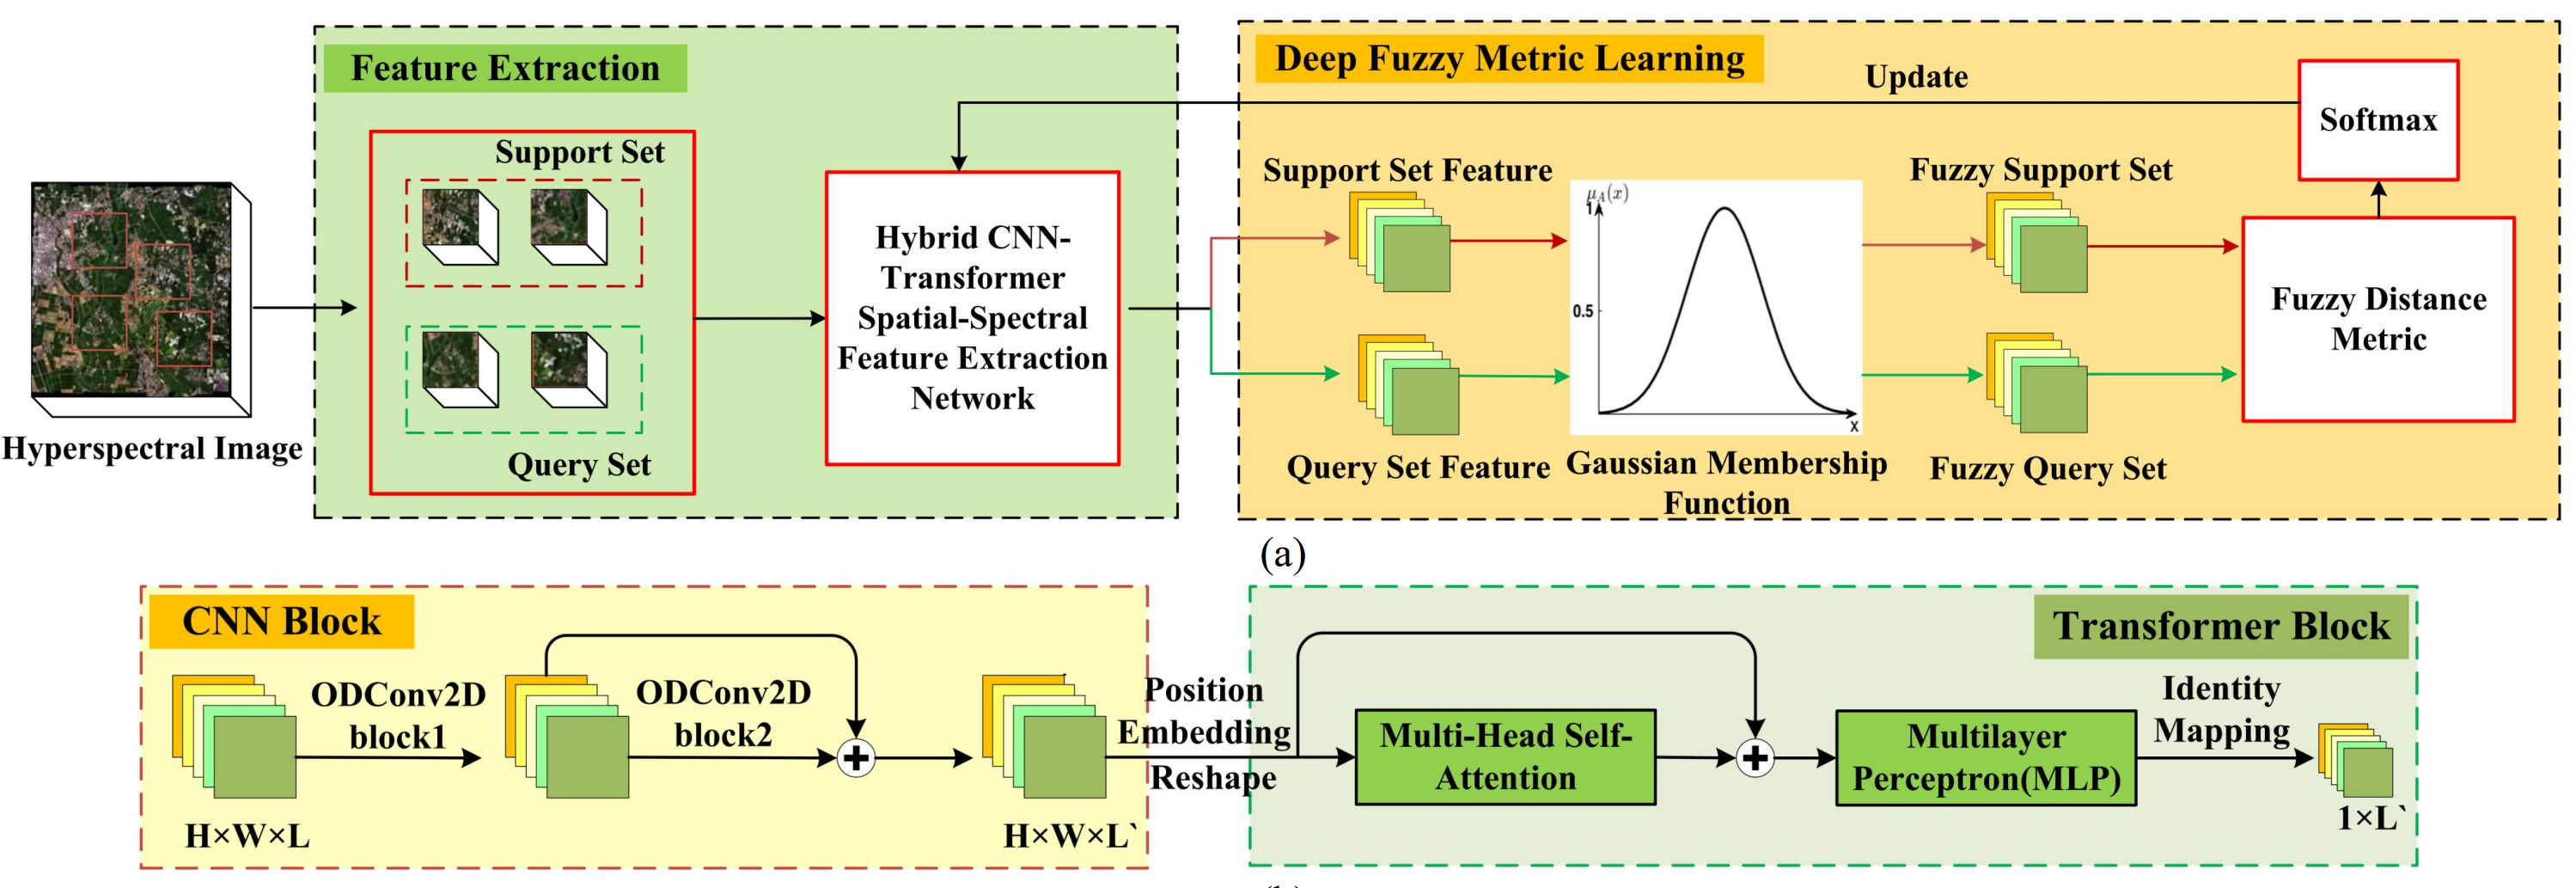 Feature Extraction
Support Set
Query Set
Hyperspectral Image
Hybrid CNN-
Transformer
Spatial-Spectral
Feature Extraction
Network
Deep Fuzzy Metric Learning
Update
Softmax
Support Set Feature
Fuzzy Support Set
μA(x)
1
0.5
x
Fuzzy Distance
Metric
Query Set Feature
Gaussian Membership
Function
Fuzzy Query Set
(a)
CNN Block
ODConv2D
block1
ODConv2D
block2
H×W×L
H×W×L`
Position
Embedding
Reshape
Transformer Block
Multi-Head Self-
Attention
Multilayer
Perceptron(MLP)
Identity
Mapping
1×L`